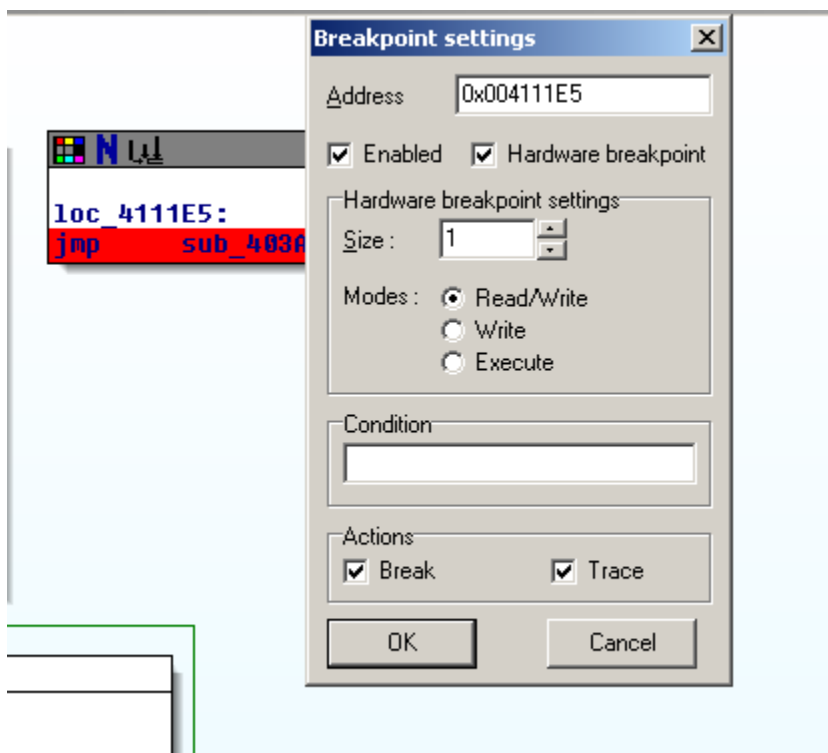 Breakpoint settings
Address 0x004111E5
Enabled Hardware breakpoint
N
loc_4111E5:
jmp sub_403A
Hardware breakpoint settings
Size : 1
Modes : Read/Write
Write
Execute
Condition
Actions
Break Trace
OK Cancel